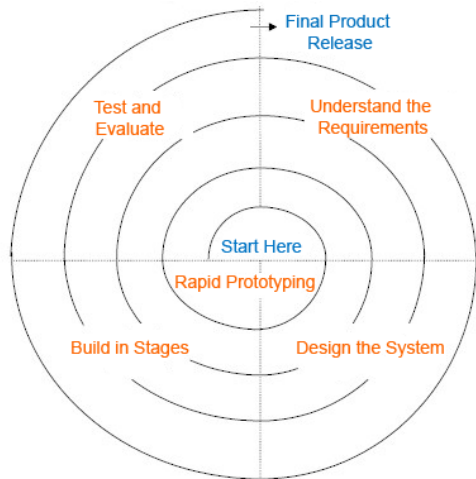 Final Product
Release
Test and
Evaluate
Understand the
Requirements
Start Here
Rapid Prototyping
Build in Stages
Design the System